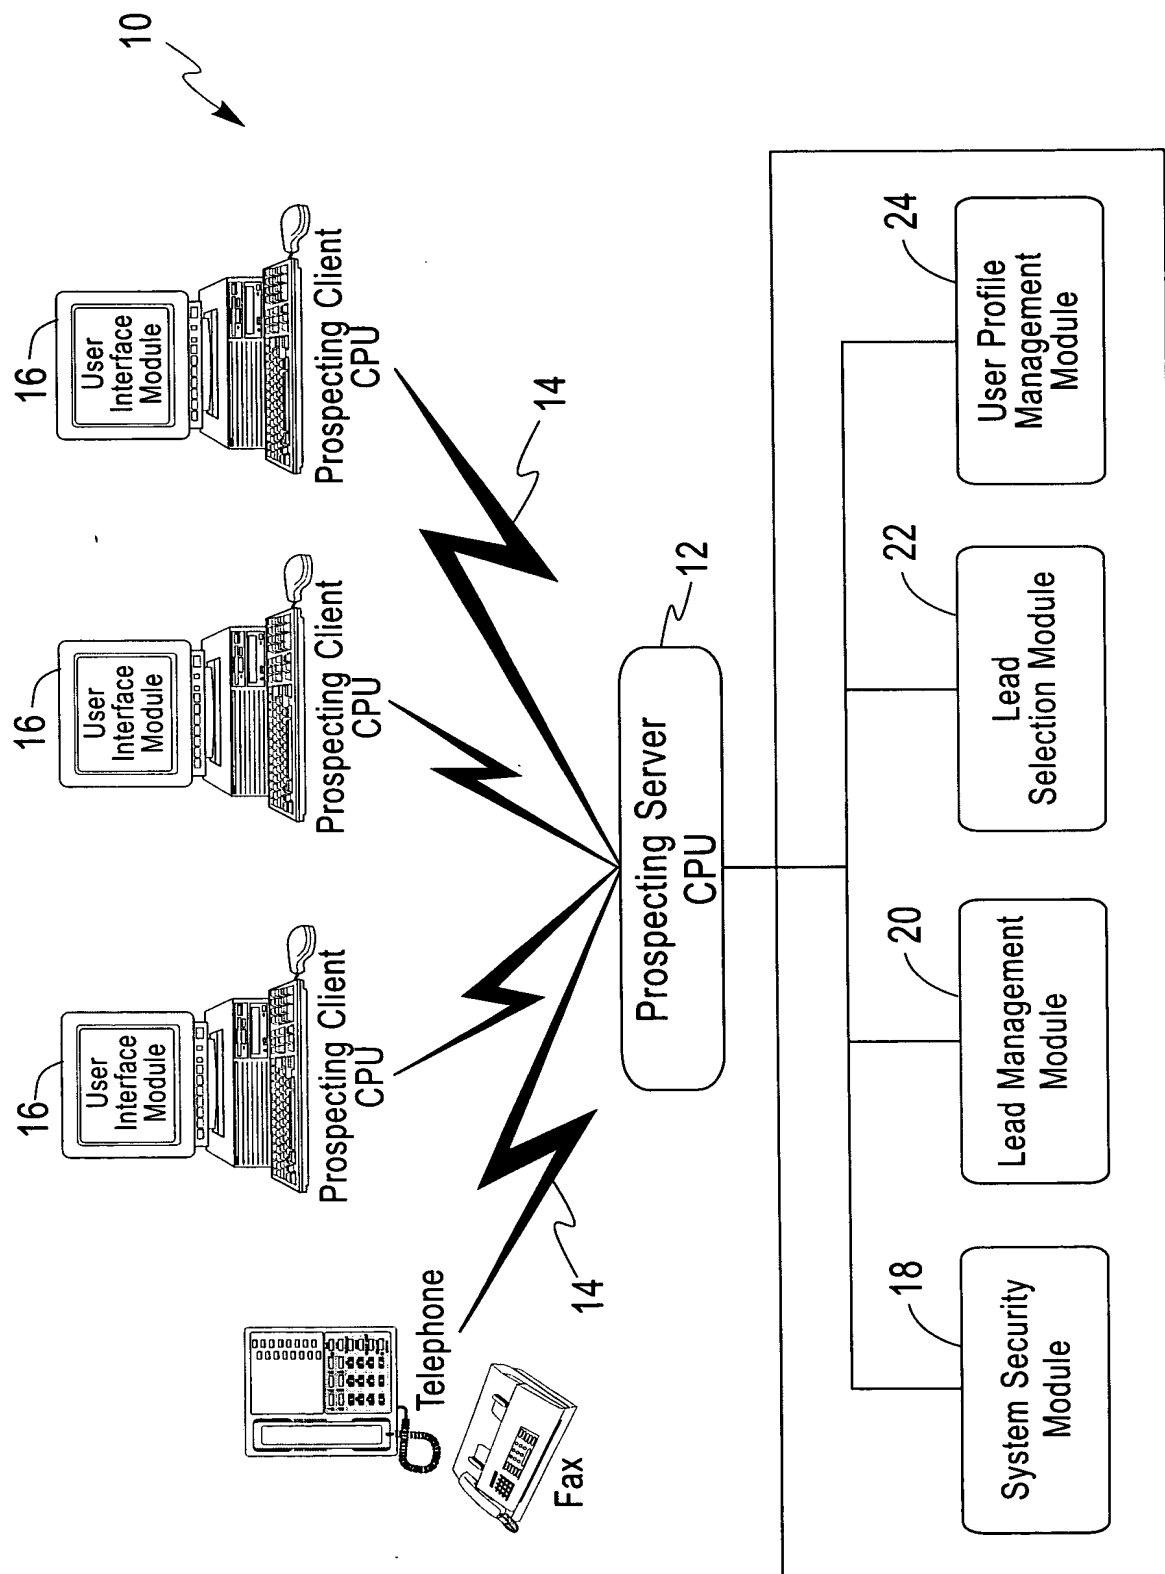 10
16
User
Interface
Module
Prospecting Client
CPU
16
User
Interface
Module
Prospecting Client
CPU
16
User
Interface
Module
Prospecting Client
CPU
Telephone
Fax
14
14
Prospecting Server
CPU
12
18
System Security
Module
20
Lead Management
Module
22
Lead
Selection Module
24
User Profile
Management
Module